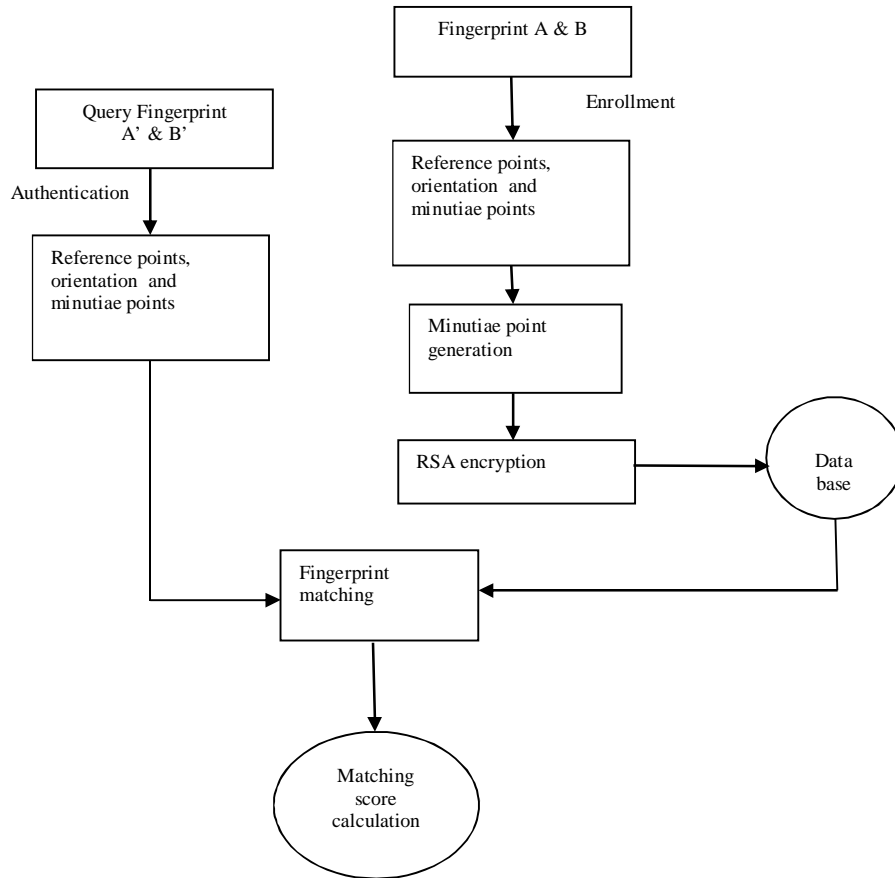 Fingerprint A & B
Enrollment
Query Fingerprint
A’ & B’
Authentication
Reference points,
orientation  and
minutiae points
Reference points,
orientation  and
minutiae points
Minutiae point
generation
RSA encryption
Data
base
Fingerprint
matching
Matching
score
calculation